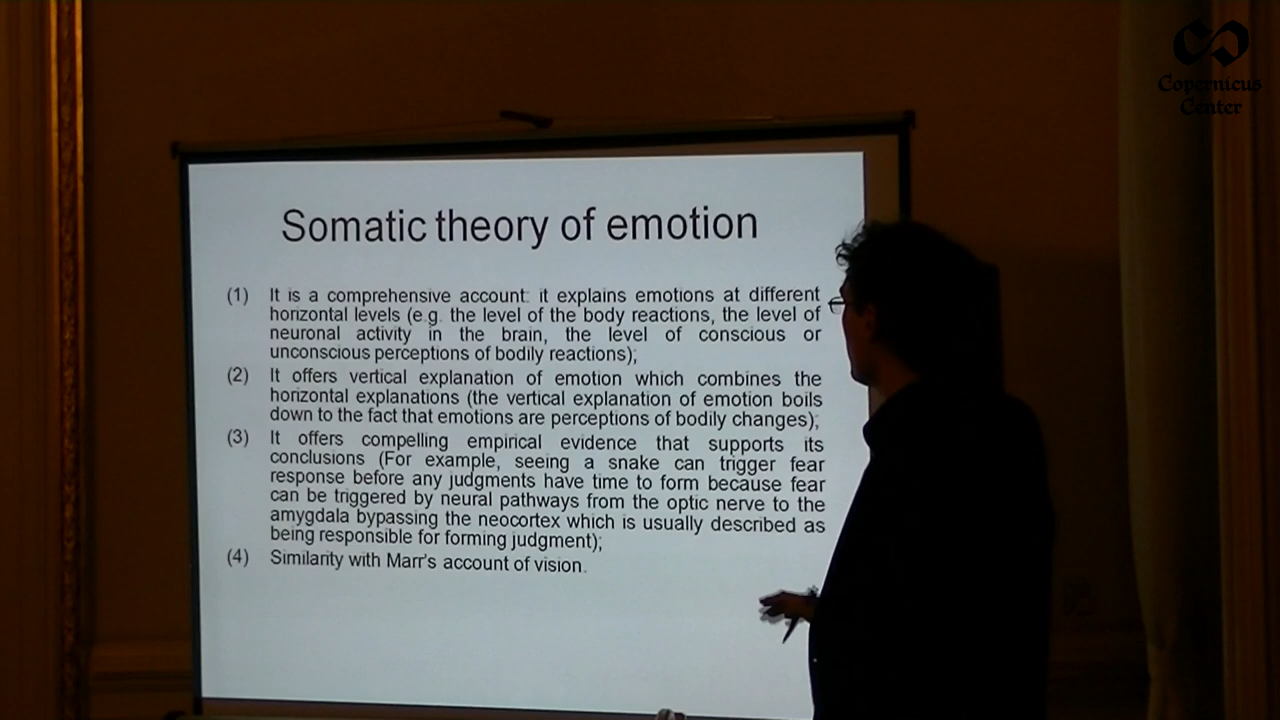 Copernicus
Center
Somatic theory of emotion
(1) It is a comprehensive account: it explains emotions at different
horizontal levels (e.g. the level of the body reactions, the level of
neuronal activity in the brain, the level of conscious or
unconscious perceptions of bodily reactions);
(2) It offers vertical explanation of emotion which combines the
horizontal explanations (the vertical explanation of emotion boils
down to the fact that emotions are perceptions of bodily changes);
(3) It offers compelling empirical evidence that supports its
conclusions (For example, seeing a snake can trigger fear
response before any judgments have time to form because fear
can be triggered by neural pathways from the optic nerve to the
amygdala bypassing the neocortex which is usually described as
being responsible for forming judgment);
(4) Similarity with Marr's account of vision.